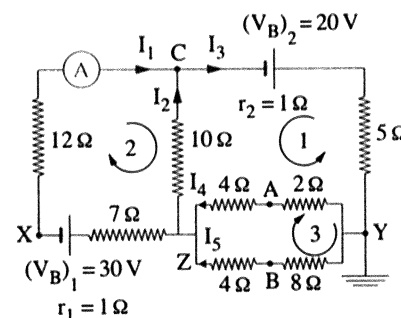 (V_B)_2 = 20 V
A I_1 C I_3
I_2 r_2 = 1 Ω
12 Ω 2 10 Ω 1 5 Ω
I_4 4 Ω A 2 Ω
X 7 Ω I_5 3 Y
(V_B)_1 = 30 V Z 4 Ω B 8 Ω
r_1 = 1 Ω